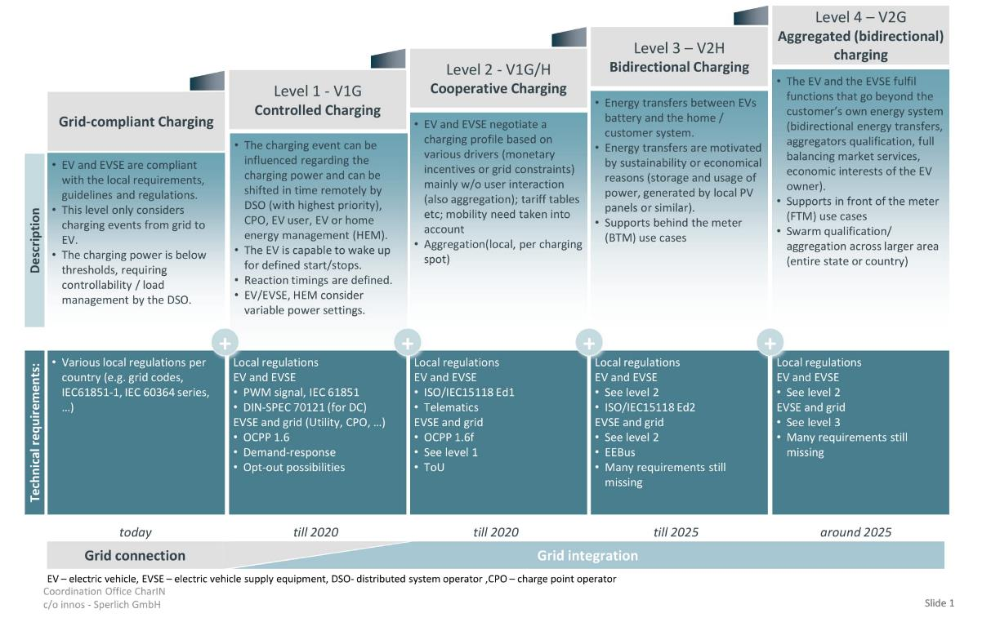 Grid-compliant Charging
Level 1 - V1G
Controlled Charging
Level 2 - V1G/H
Cooperative Charging
Level 3 – V2H
Bidirectional Charging
Level 4 – V2G
Aggregated (bidirectional)
charging
Description
• EV and EVSE are compliant
with the local requirements,
guidelines and regulations.
• This level only considers
charging events from grid to
EV.
• The charging power is below
thresholds, requiring
controllability / load
management by the DSO.
• The charging event can be
influenced regarding the
charging power and can be
shifted in time remotely by
DSO (with highest priority),
CPO, EV user, EV or home
energy management (HEM).
• The EV is capable to wake up
for defined start/stops.
• Reaction timings are defined.
• EV/EVSE, HEM consider
variable power settings.
• EV and EVSE negotiate a
charging profile based on
various drivers (monetary
incentives or grid constraints)
mainly w/o user interaction
(also aggregation); tariff tables
etc; mobility need taken into
account
• Aggregation(local, per charging
spot)
• Energy transfers between EVs
battery and the home /
customer system.
• Energy transfers are motivated
by sustainability or economical
reasons (storage and usage of
power, generated by local PV
panels or similar).
• Supports behind the meter
(BTM) use cases
• The EV and the EVSE fulfil
functions that go beyond the
customer's own energy system
(bidirectional energy transfers,
aggregators qualification, full
balancing market services,
economic interests of the EV
owner).
• Supports in front of the meter
(FTM) use cases
• Swarm qualification/
aggregation across larger area
(entire state or country)
+
+
+
+
Technical requirements:
• Various local regulations per
country (e.g. grid codes,
IEC61851-1, IEC 60364 series,
…)
Local regulations
EV and EVSE
• PWM signal, IEC 61851
• DIN-SPEC 70121 (for DC)
EVSE and grid (Utility, CPO, …)
• OCPP 1.6
• Demand-response
• Opt-out possibilities
Local regulations
EV and EVSE
• ISO/IEC15118 Ed1
• Telematics
EVSE and grid
• OCPP 1.6f
• See level 1
• ToU
Local regulations
EV and EVSE
• See level 2
• ISO/IEC15118 Ed2
EVSE and grid
• See level 2
• EEBus
• Many requirements still
missing
Local regulations
EV and EVSE
• See level 2
EVSE and grid
• See level 3
• Many requirements still
missing
today
till 2020
till 2020
till 2025
around 2025
Grid connection
Grid integration
EV – electric vehicle, EVSE – electric vehicle supply equipment, DSO- distributed system operator ,CPO – charge point operator
Coordination Office CharIN
c/o innos - Sperlich GmbH
Slide 1